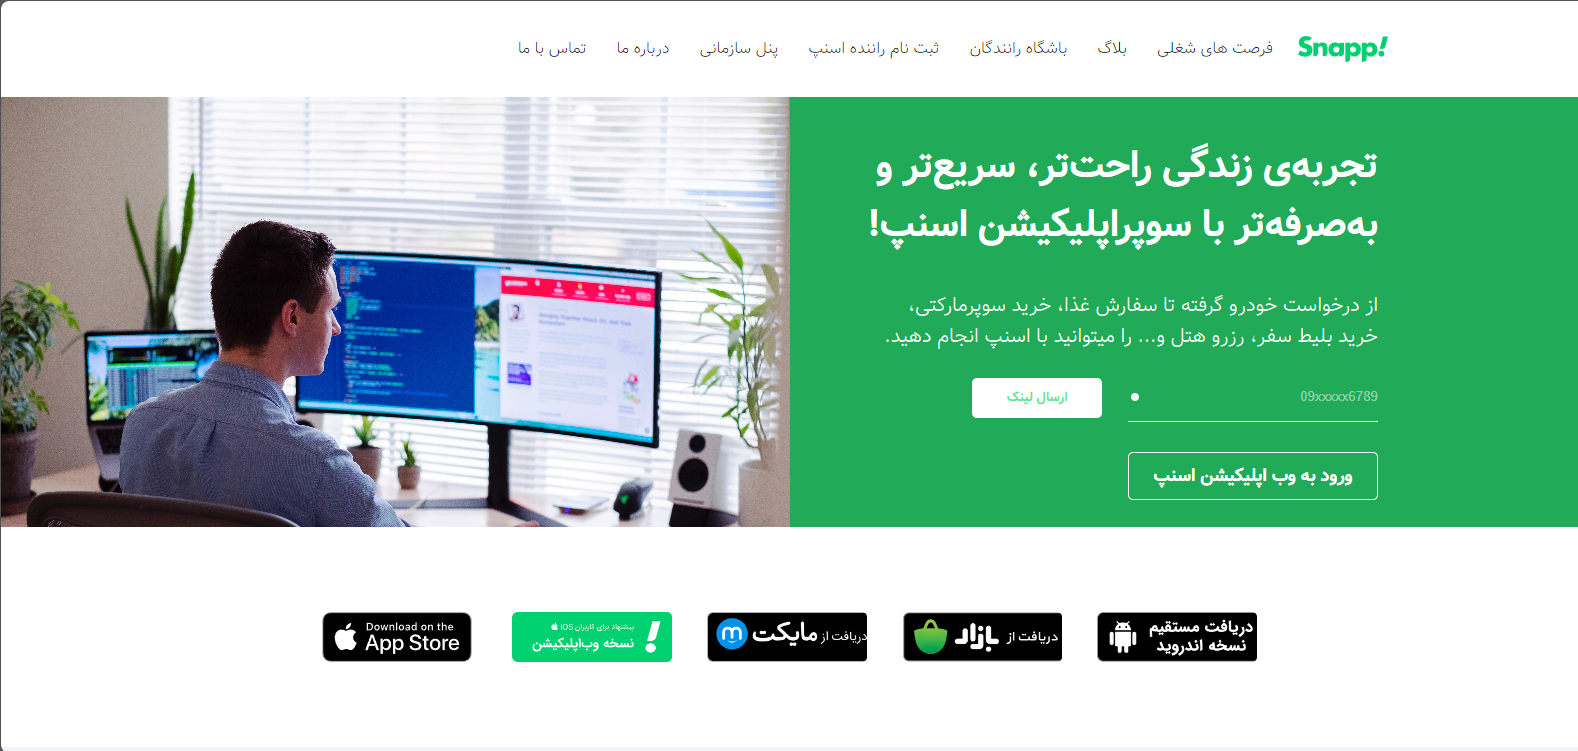 Snapp!
فرصت های شغلی
بلاگ
باشگاه رانندگان
ثبت نام راننده اسنپ
پنل سازمانی
درباره ما
تماس با ما
تجربه‌ی زندگی راحت‌تر، سریع‌تر و
به‌صرفه‌تر با سوپراپلیکیشن اسنپ!
از درخواست خودرو گرفته تا سفارش غذا، خرید سوپرمارکتی،
خرید بلیط سفر، رزرو هتل و... را میتوانید با اسنپ انجام دهید.
09xxxxx6789
ارسال لینک
ورود به وب اپلیکیشن اسنپ
دریافت مستقیم
نسخه اندروید
دریافت از بازار
دریافت از مایکت
پیشنهاد برای کاربران iOS
نسخه وب‌اپلیکیشن
Download on the
App Store